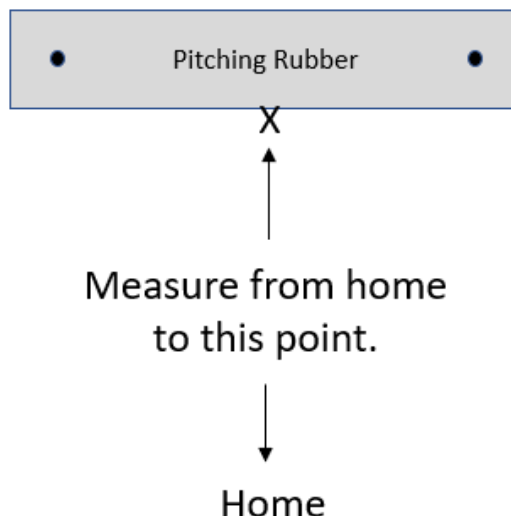 Pitching Rubber
X
Measure from home
to this point.
Home